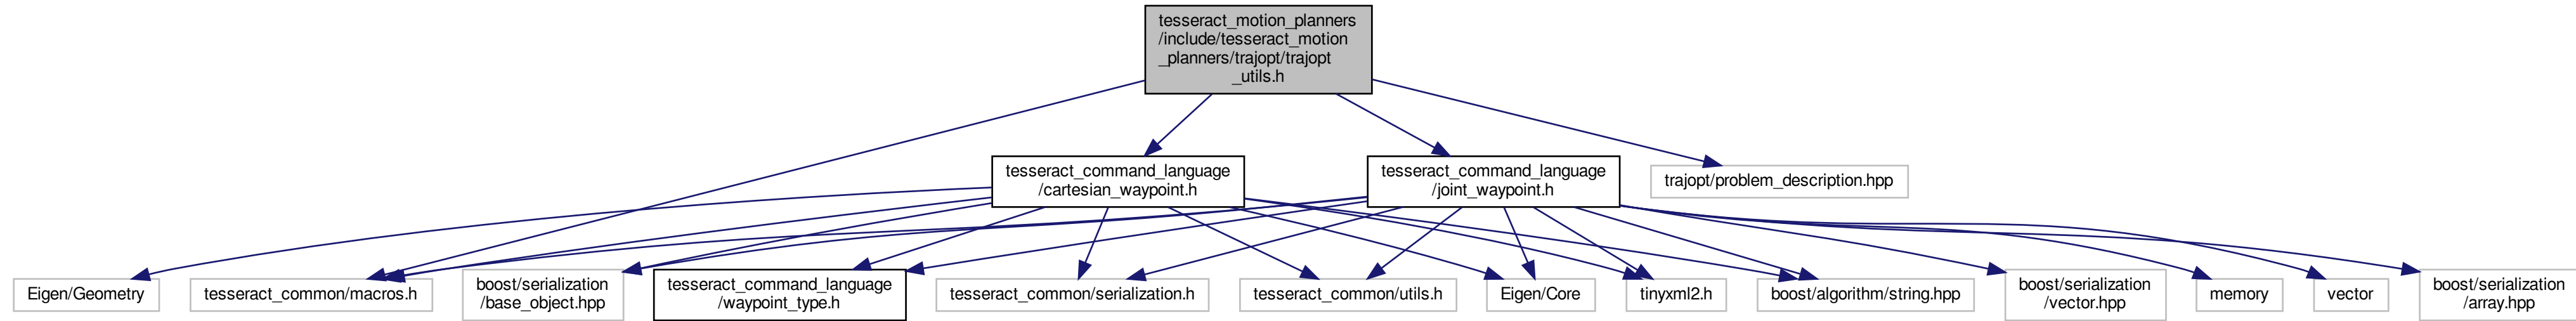 tesseract_motion_planners
/include/tesseract_motion
_planners/trajopt/trajopt
_utils.h
tesseract_command_language
/cartesian_waypoint.h
tesseract_command_language
/joint_waypoint.h
trajopt/problem_description.hpp
Eigen/Geometry
tesseract_common/macros.h
boost/serialization
/base_object.hpp
tesseract_command_language
/waypoint_type.h
tesseract_common/serialization.h
tesseract_common/utils.h
Eigen/Core
tinyxml2.h
boost/algorithm/string.hpp
boost/serialization
/vector.hpp
memory
vector
boost/serialization
/array.hpp